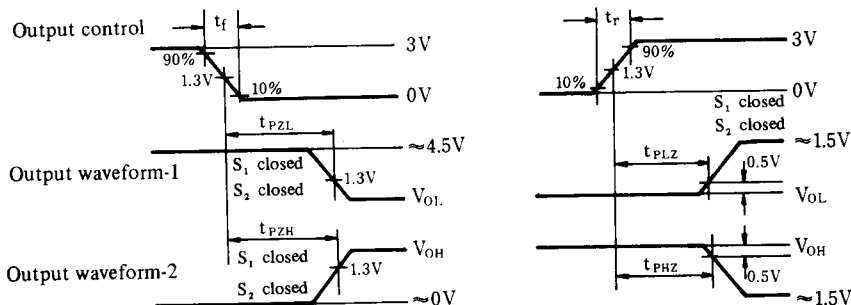 Output control
t_f
90%
1.3V
10%
3V
0V
t_r
90%
1.3V
10%
3V
0V
S₁ closed
S₂ closed
Output waveform-1
t_PZL
≈4.5V
S₁ closed
S₂ closed
1.3V
V_OL
t_PLZ
≈1.5V
0.5V
V_OL
Output waveform-2
t_PZH
S₁ closed
S₂ closed
V_OH
1.3V
≈0V
V_OH
t_PHZ
0.5V
≈1.5V